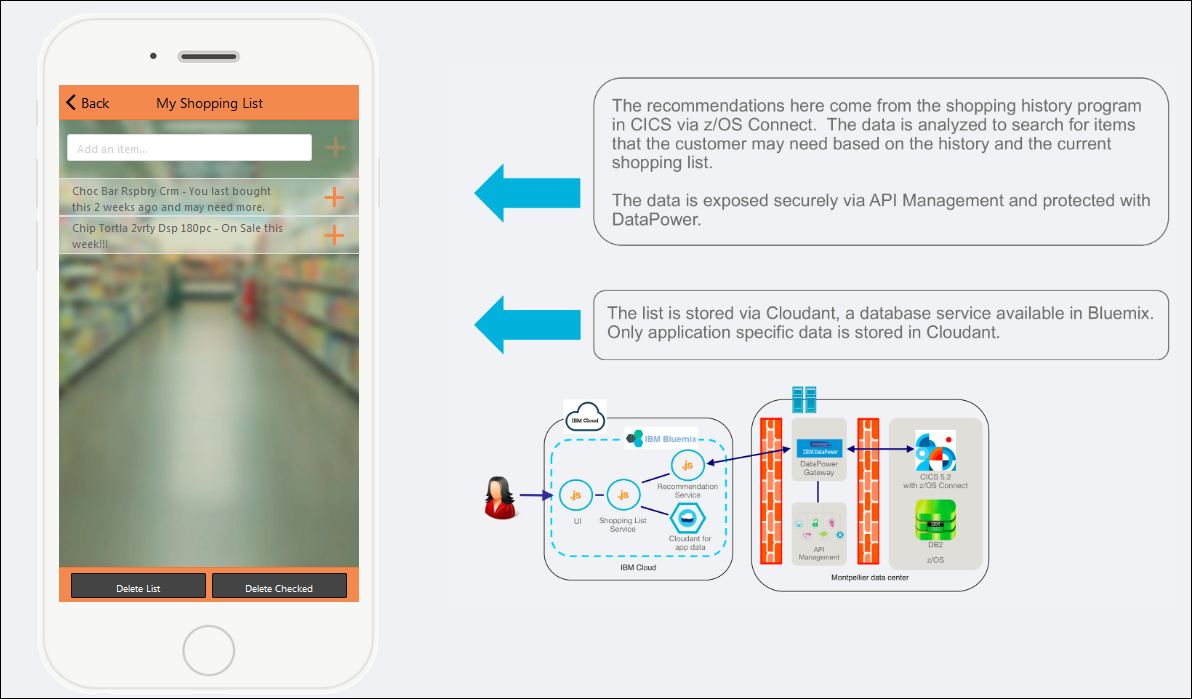 Back
My Shopping List
Add an item...
Choc Bar Rspbry Crm - You last bought
this 2 weeks ago and may need more.
Chip Tortla 2vrty Dsp 180pc - On Sale this
week!!!
Delete List
Delete Checked
The recommendations here come from the shopping history program
in CICS via z/OS Connect. The data is analyzed to search for items
that the customer may need based on the history and the current
shopping list.
The data is exposed securely via API Management and protected with
DataPower.
The list is stored via Cloudant, a database service available in Bluemix.
Only application specific data is stored in Cloudant.
IBM Cloud
IBM Bluemix
.js
Recommendation
Service
.js
UI
.js
Shopping List
Service
Cloudant for
app data
IBM Cloud
IBM DataPower
DataPower
Gateway
API
Management
CICS 5.2
with z/OS Connect
DB2
z/OS
Montpellier data center